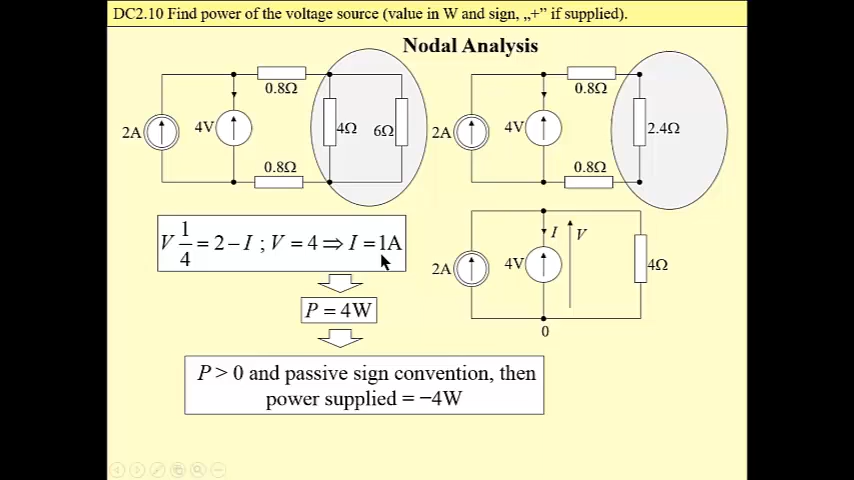 DC2.10 Find power of the voltage source (value in W and sign, „+” if supplied).
Nodal Analysis
0.8Ω
2A
4V
4Ω
6Ω
0.8Ω
0.8Ω
2A
4V
2.4Ω
0.8Ω
V 1/4 = 2 − I ; V = 4 ⇒ I = 1A
P = 4W
P > 0 and passive sign convention, then
power supplied = −4W
I
V
2A
4V
4Ω
0